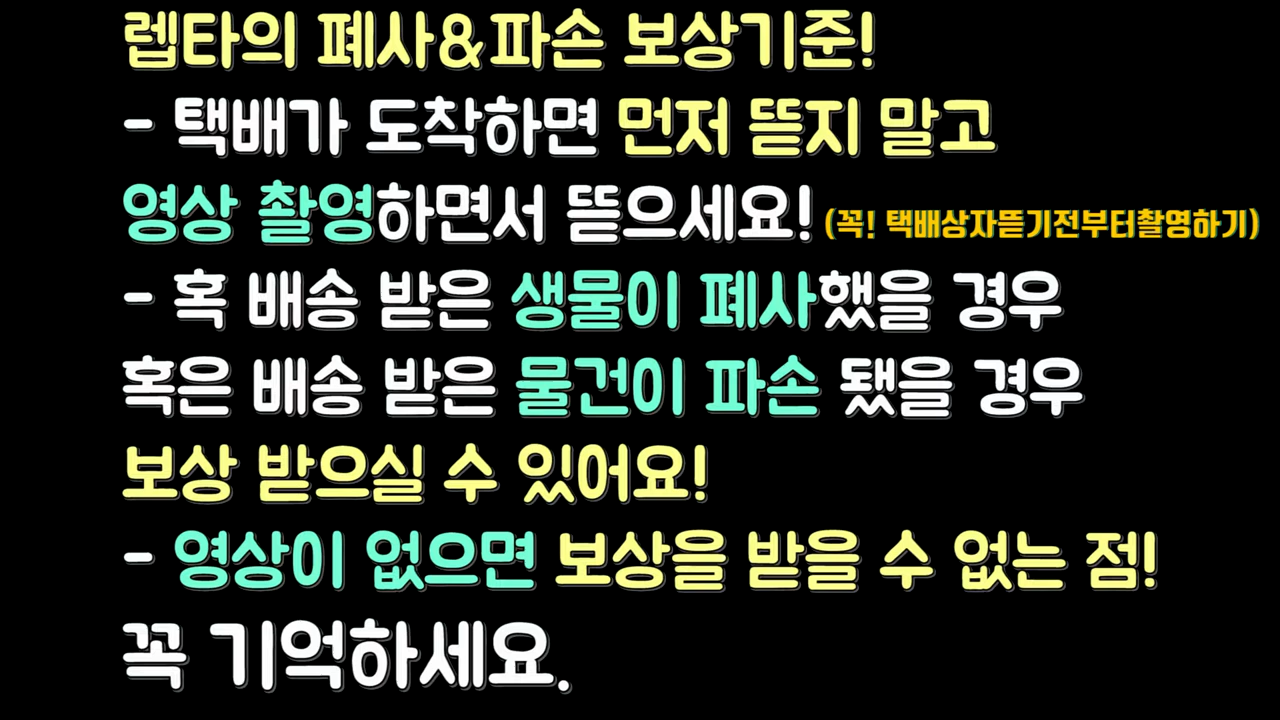 렙타의 폐사&파손 보상기준!
- 택배가 도착하면 먼저 뜯지 말고
영상 촬영하면서 뜯으세요! (꼭! 택배상자뜯기전부터촬영하기)
- 혹 배송 받은 생물이 폐사했을 경우
혹은 배송 받은 물건이 파손 됐을 경우
보상 받으실 수 있어요!
- 영상이 없으면 보상을 받을 수 없는 점!
꼭 기억하세요.